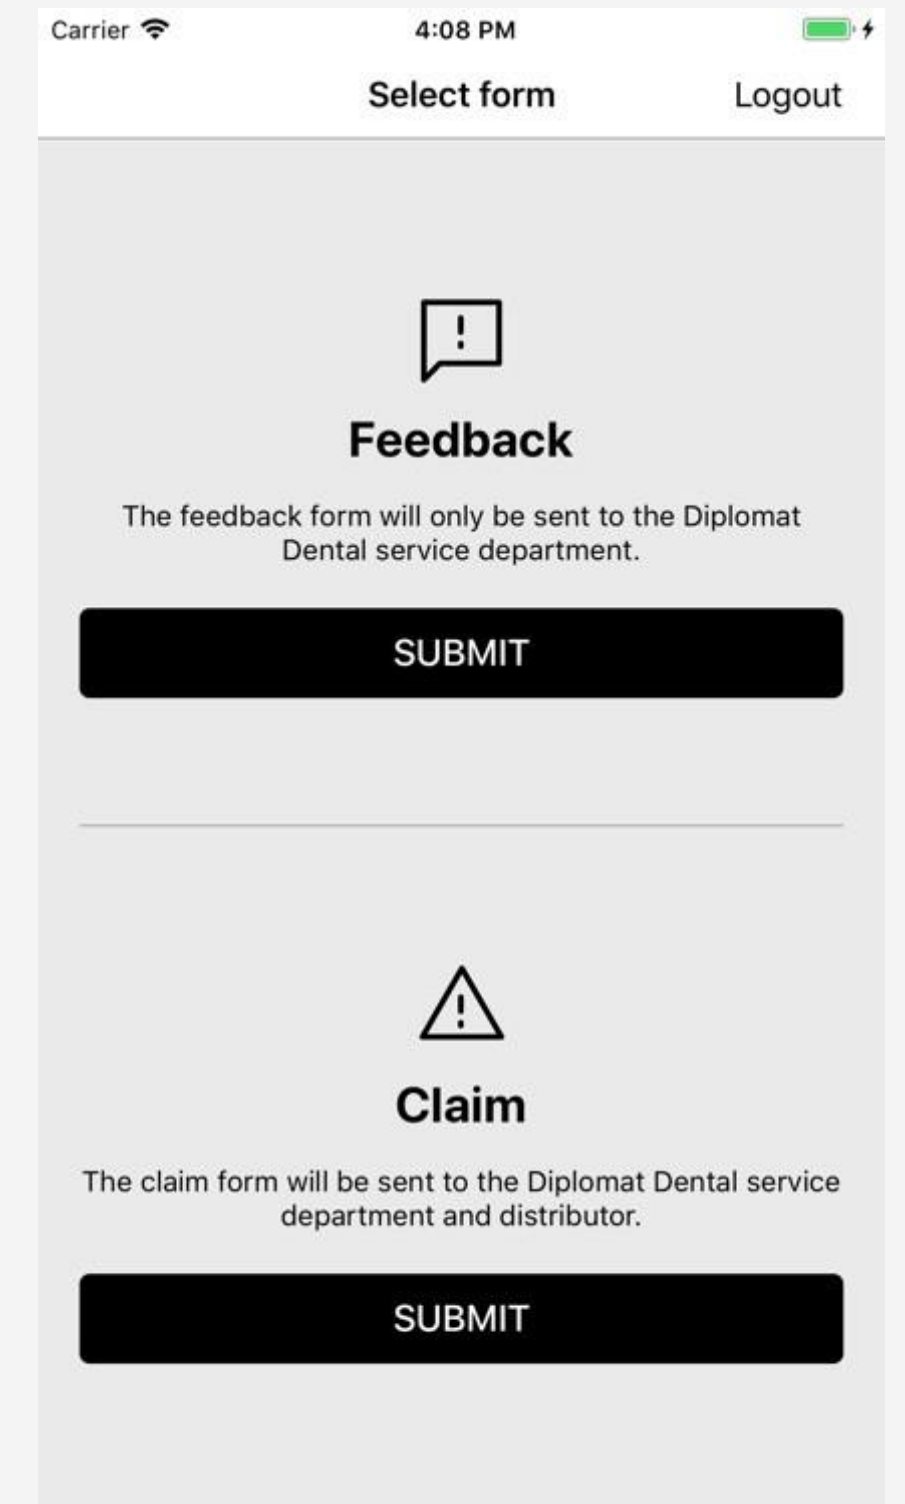 Carrier 4:08 PM
Select form Logout
Feedback
The feedback form will only be sent to the Diplomat
Dental service department.
SUBMIT
Claim
The claim form will be sent to the Diplomat Dental service
department and distributor.
SUBMIT